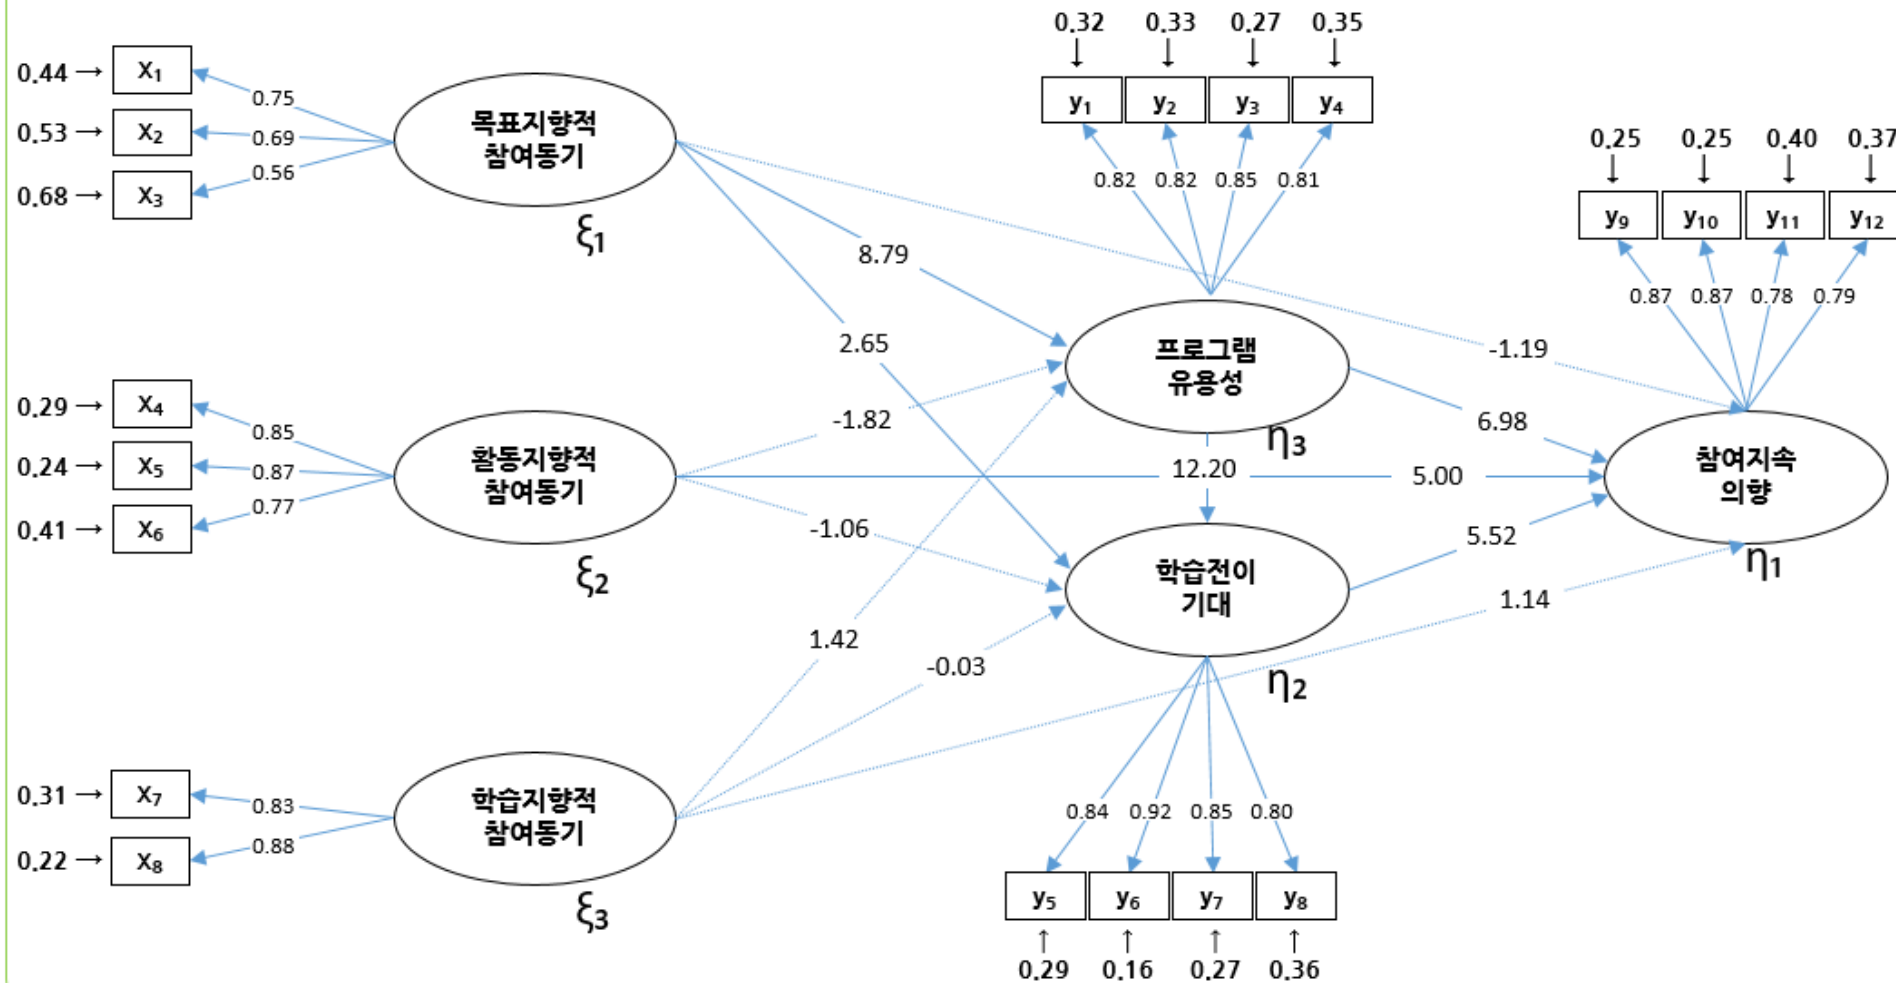 0.32 0.33 0.27 0.35
y₁ y₂ y₃ y₄
0.82 0.82 0.85 0.81
0.44 → X₁
0.53 → X₂
0.68 → X₃
0.75
0.69
0.56
목표지향적
참여동기
ξ₁
0.25 0.25 0.40 0.37
y₉ y₁₀ y₁₁ y₁₂
0.87 0.87 0.78 0.79
8.79
2.65
-1.19
프로그램
유용성
η₃
0.29 → X₄
0.24 → X₅
0.41 → X₆
0.85
0.87
0.77
활동지향적
참여동기
ξ₂
-1.82
-1.06
12.20
5.00
6.98
5.52
참여지속
의향
η₁
학습전이
기대
η₂
1.42
-0.03
1.14
0.31 → X₇
0.22 → X₈
0.83
0.88
학습지향적
참여동기
ξ₃
0.84 0.92 0.85 0.80
y₅ y₆ y₇ y₈
0.29 0.16 0.27 0.36